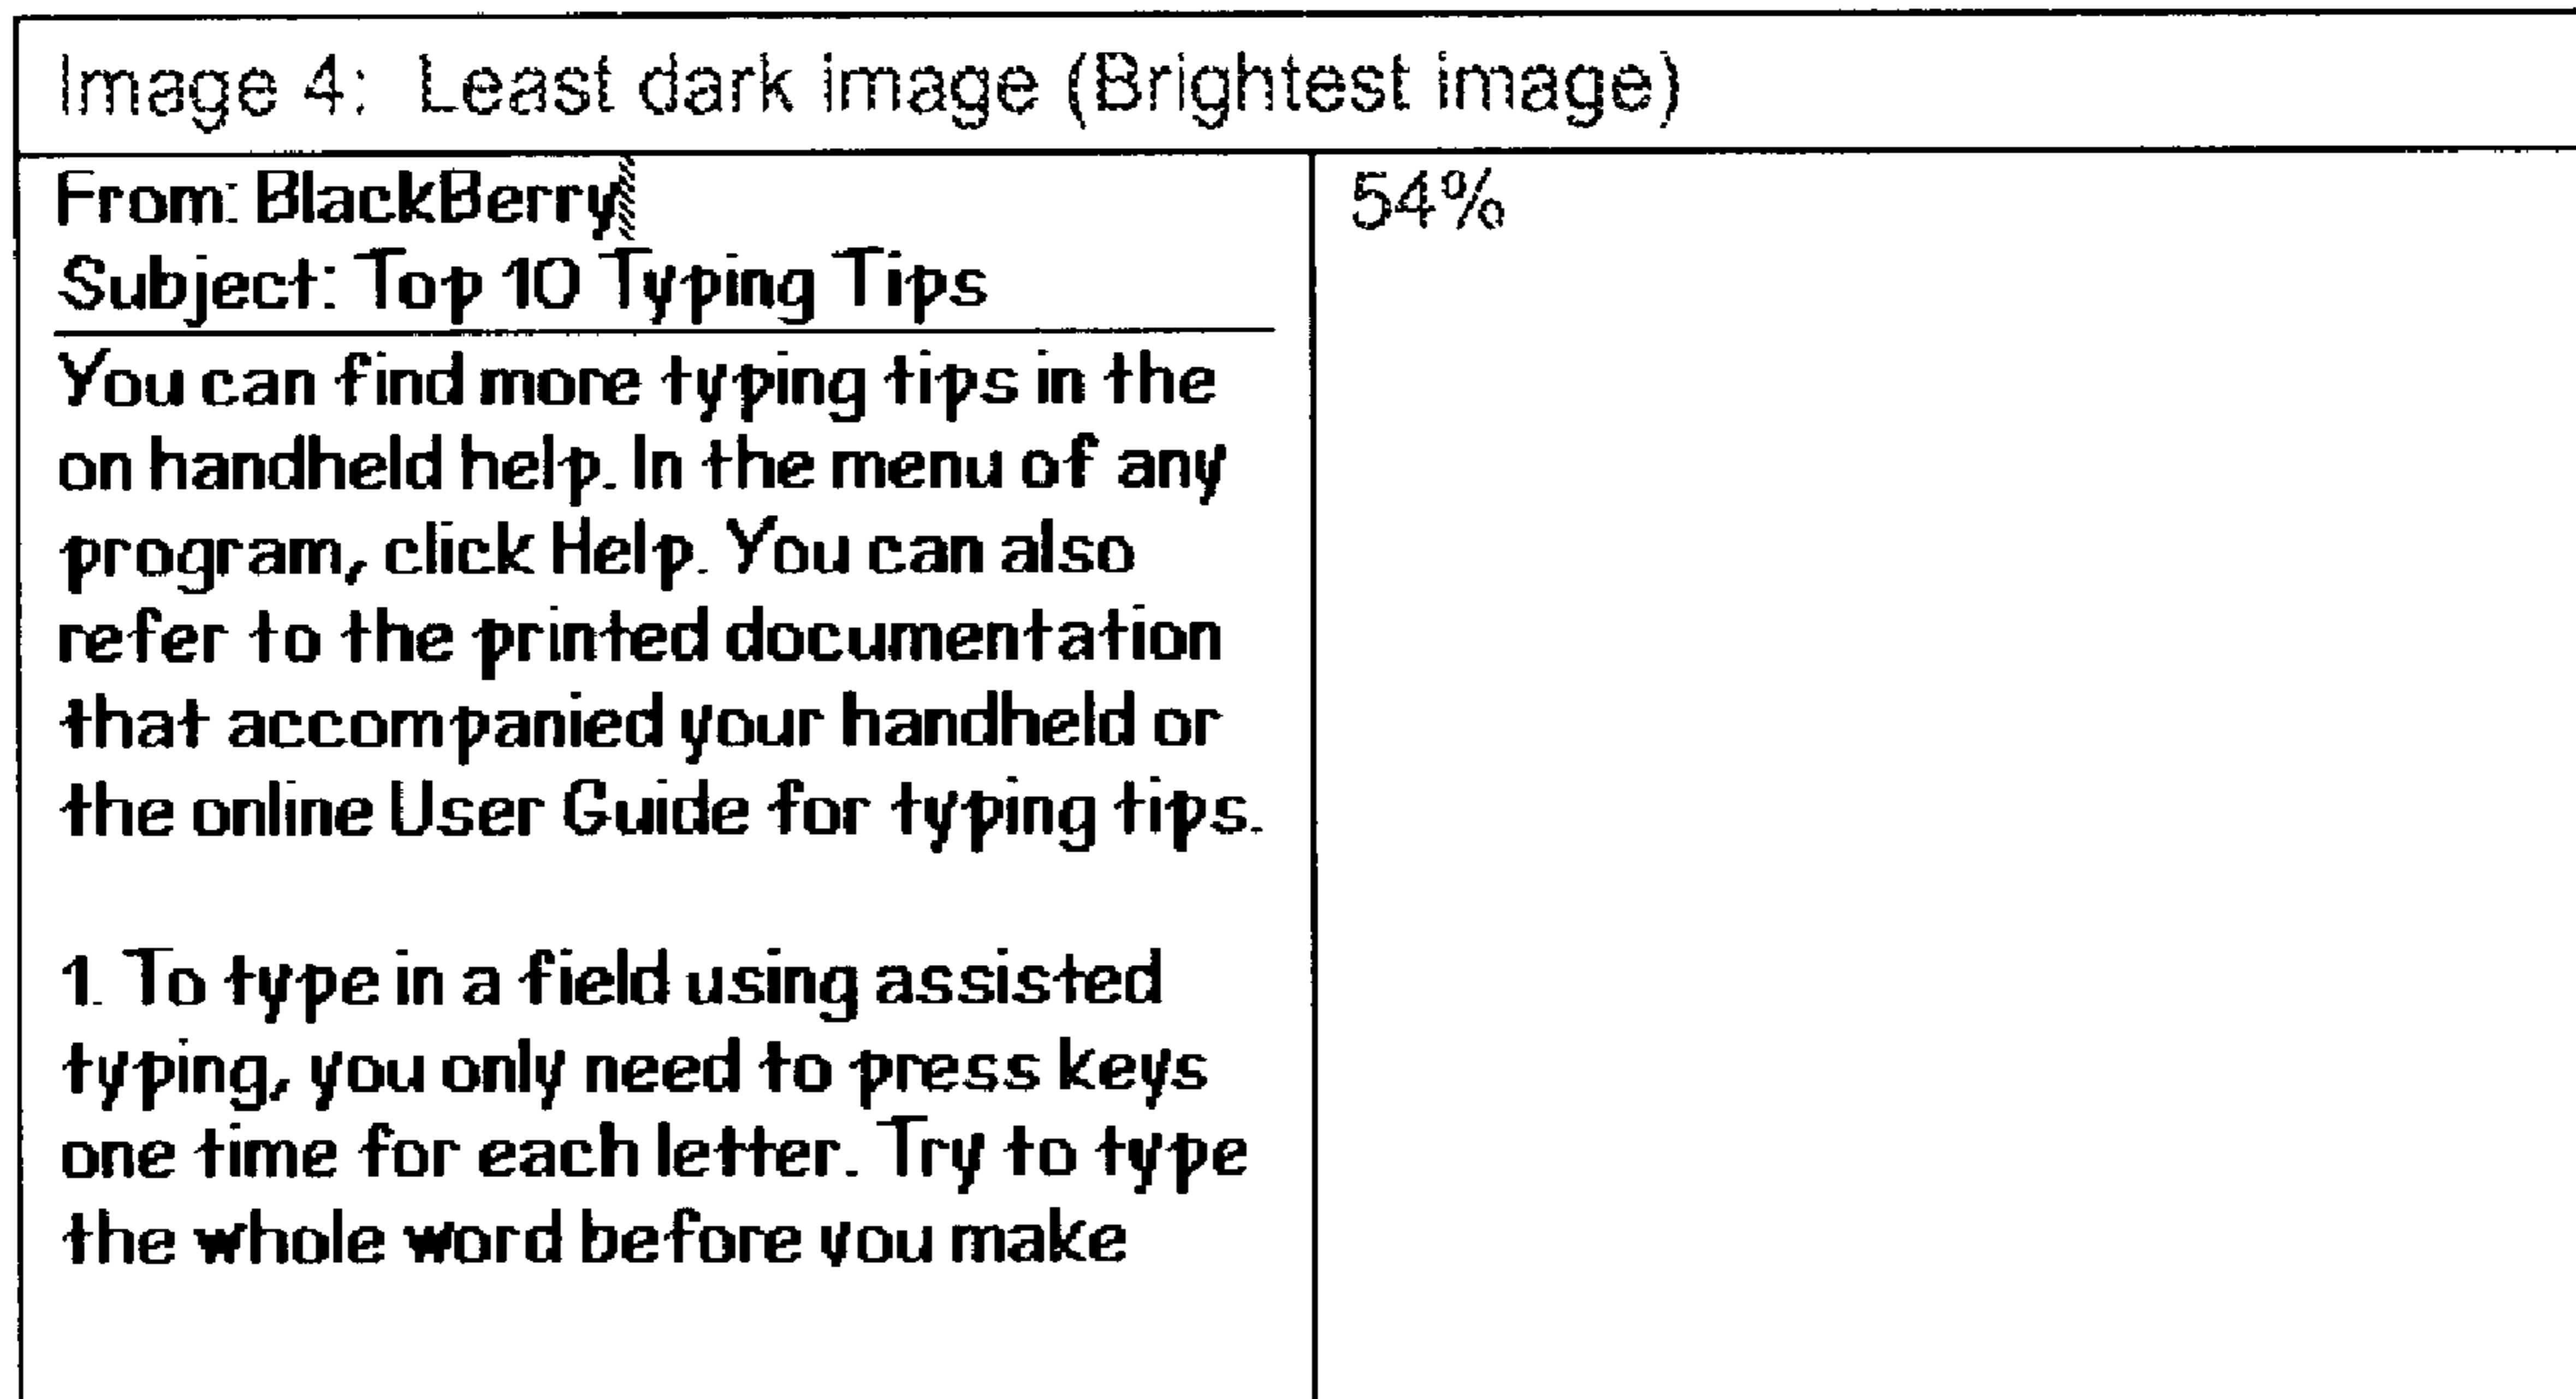 Image 4: Least dark image (Brightest image)
From: BlackBerry
Subject: Top 10 Typing Tips
You can find more typing tips in the
on handheld help. In the menu of any
program, click Help. You can also
refer to the printed documentation
that accompanied your handheld or
the online User Guide for typing tips.
1. To type in a field using assisted
typing, you only need to press keys
one time for each letter. Try to type
the whole word before you make
54%